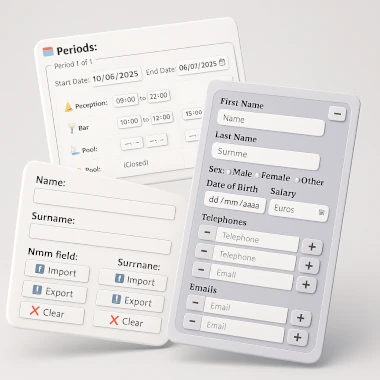 Periods:
Period 1 of 1
Start Date: 10/06/2025 End Date: 06/07/2025
Peception: 09:00 to 22:00
Bar 10:00 to 12:00 15:00
Pool: --:-- --:--
Pool:
(Closed)
First Name
Name
Last Name
Surnme
Sex: Male Female Other
Date of Birth Salary
dd/mm/aaaa Euros
Telephones
− Telephone +
− Telephone +
− Emall +
Emails
− Email +
− Email +
Name:
Surname:
Nmm field: Surrnane:
Import Import
Export Export
Clear Clear